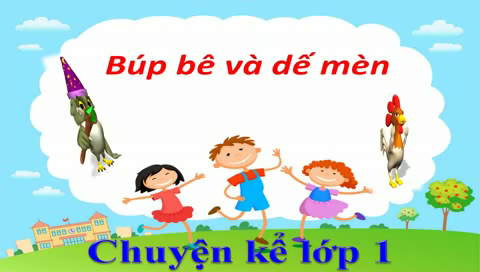 Búp bê và dế mèn
Chuyện kể lớp 1